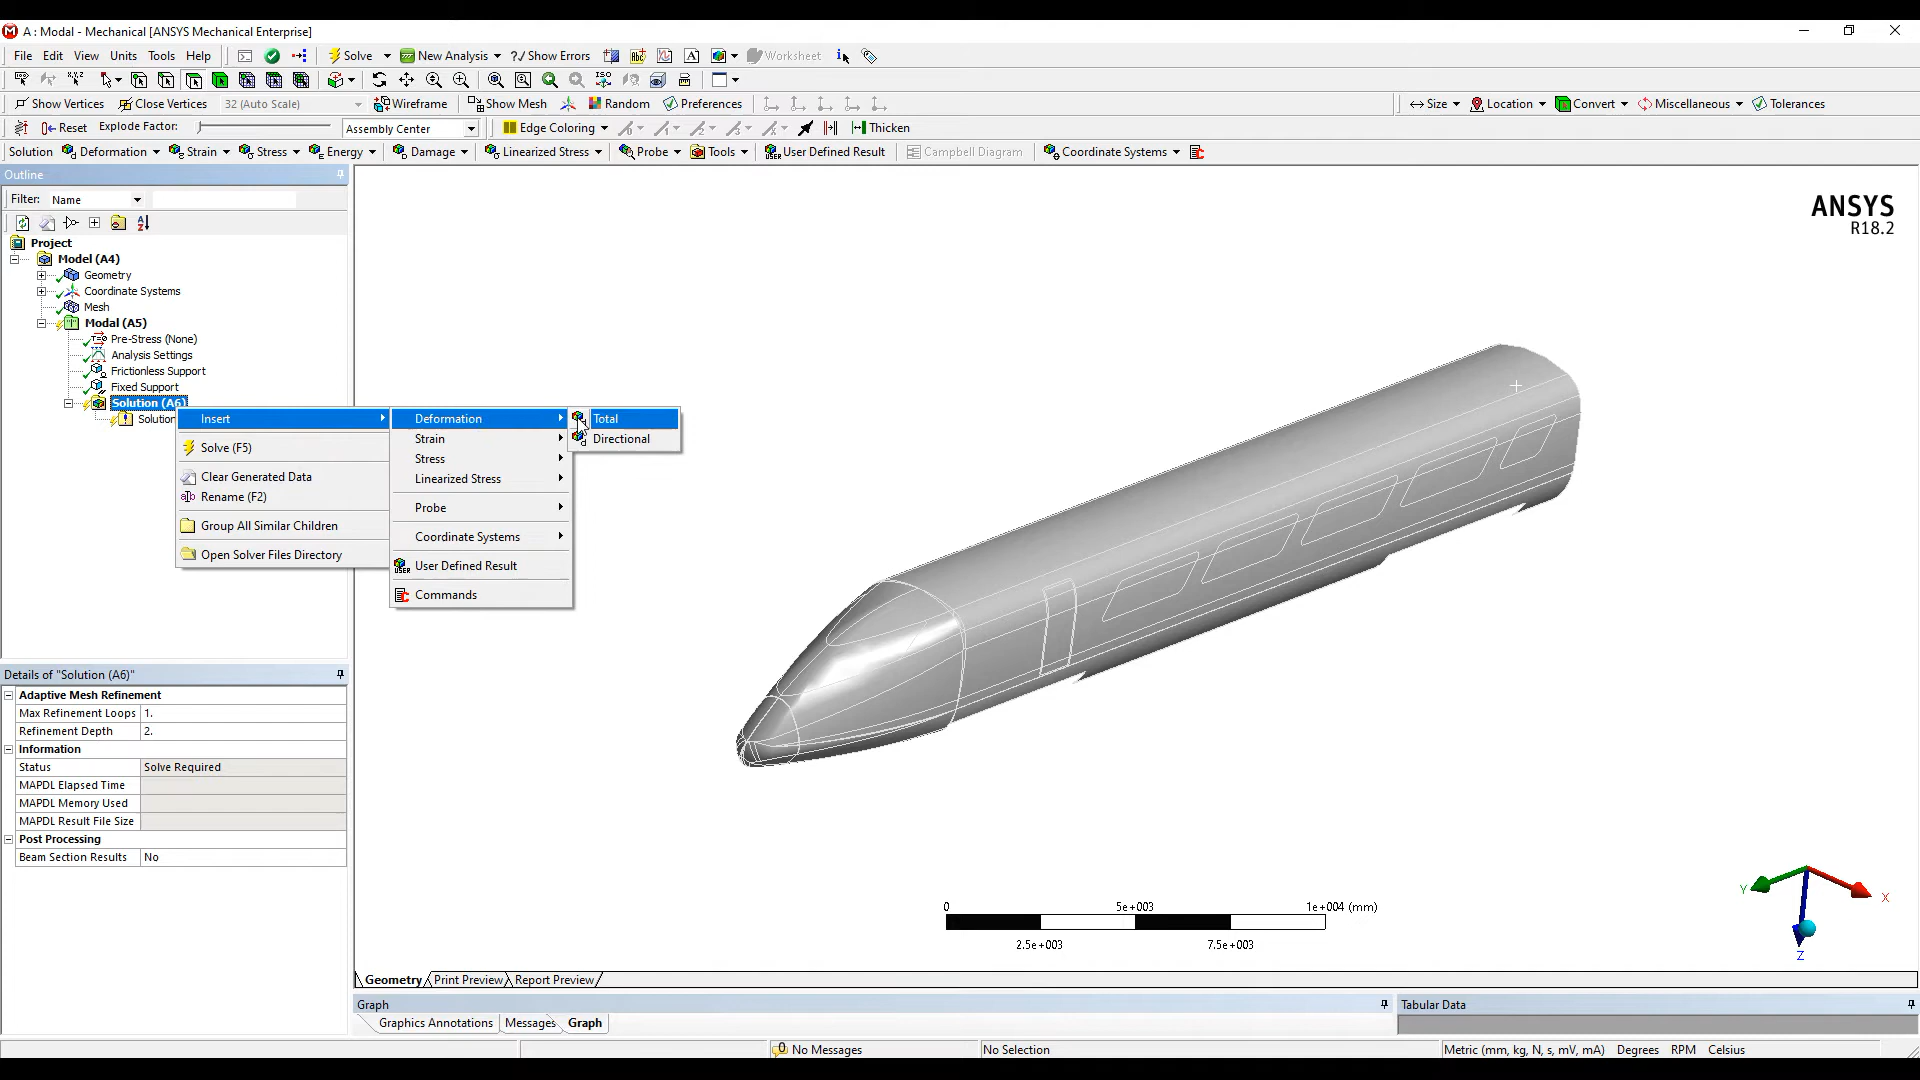 A : Modal - Mechanical [ANSYS Mechanical Enterprise]
File Edit View Units Tools Help Solve New Analysis ?/ Show Errors Worksheet
Show Vertices Close Vertices 32 (Auto Scale) Wireframe Show Mesh Random Preferences Size Location Convert Miscellaneous Tolerances
Reset Explode Factor: Assembly Center Edge Coloring Thicken
Solution Deformation Strain Stress Energy Damage Linearized Stress Probe Tools User Defined Result Campbell Diagram Coordinate Systems
Outline
Filter: Name
Project
Model (A4)
Geometry
Coordinate Systems
Mesh
Modal (A5)
Pre-Stress (None)
Analysis Settings
Frictionless Support
Fixed Support
Solution (A6)
Solution
Insert
Solve (F5)
Clear Generated Data
Rename (F2)
Group All Similar Children
Open Solver Files Directory
Deformation
Strain
Stress
Linearized Stress
Probe
Coordinate Systems
User Defined Result
Commands
Total
Directional
ANSYS
R18.2
Details of "Solution (A6)"
Adaptive Mesh Refinement
Max Refinement Loops 1.
Refinement Depth 2.
Information
Status Solve Required
MAPDL Elapsed Time
MAPDL Memory Used
MAPDL Result File Size
Post Processing
Beam Section Results No
0 5e+003 1e+004 (mm)
2.5e+003 7.5e+003
Y X
Z
Geometry Print Preview Report Preview
Graph
Tabular Data
Graphics Annotations Messages Graph
0 No Messages No Selection Metric (mm, kg, N, s, mV, mA) Degrees RPM Celsius